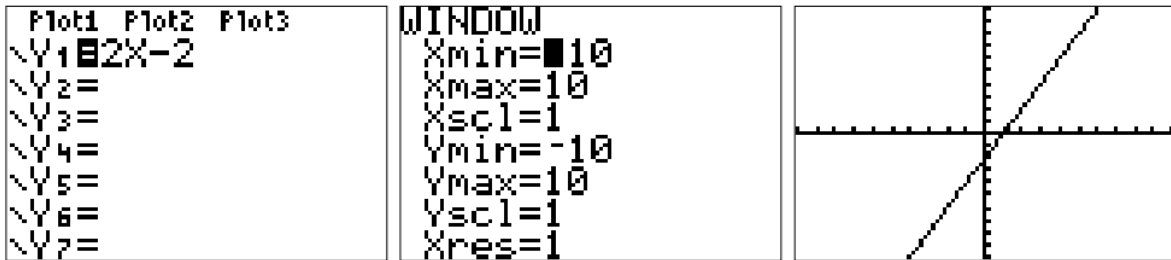 Plot1 Plot2 Plot3
\Y1=2X-2
\Y2=
\Y3=
\Y4=
\Y5=
\Y6=
\Y7=
WINDOW
Xmin=█10
Xmax=10
Xscl=1
Ymin=-10
Ymax=10
Yscl=1
Xres=1